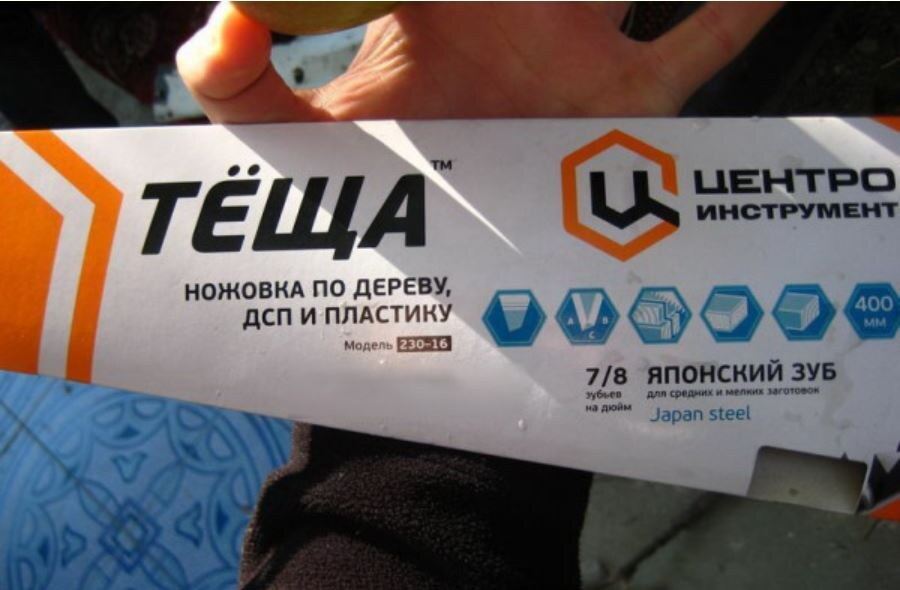 ТЁЩА™
НОЖОВКА ПО ДЕРЕВУ,
ДСП И ПЛАСТИКУ
Модель 230-16
ЦЕНТРО
ИНСТРУМЕНТ
A B
C
400
ММ
7/8
зубьев
на дюйм
ЯПОНСКИЙ ЗУБ
для средних и мелких заготовок
Japan steel